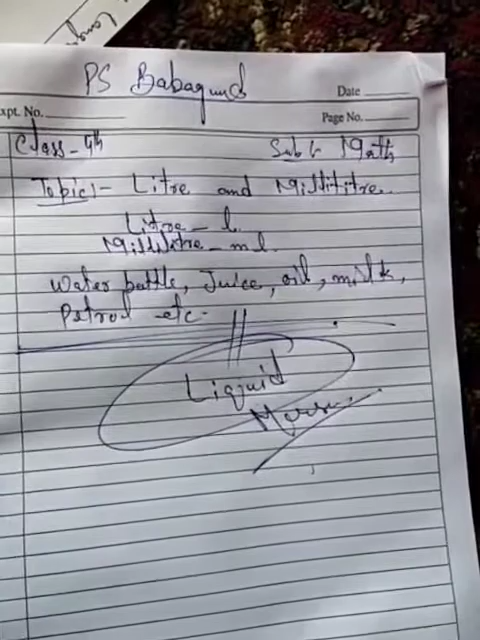 PS Babagund
Date
Expt. No.
Page No.
Class - 4th
Sub :- Math
Topic :- Litre and Millilitre.
Litre - l.
Millilitre - ml.
Water bottle, Juice, oil, milk,
Petrol etc.
Liquid